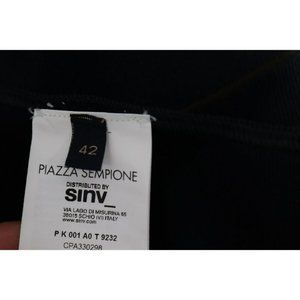 42
PIAZZA SEMPIONE
DISTRIBUTED BY
sinv_
VIA LAGO DI MISURINA 65
36015 SCHIO (VI) ITALY
P K 001 A0 T 9232
CPA330298